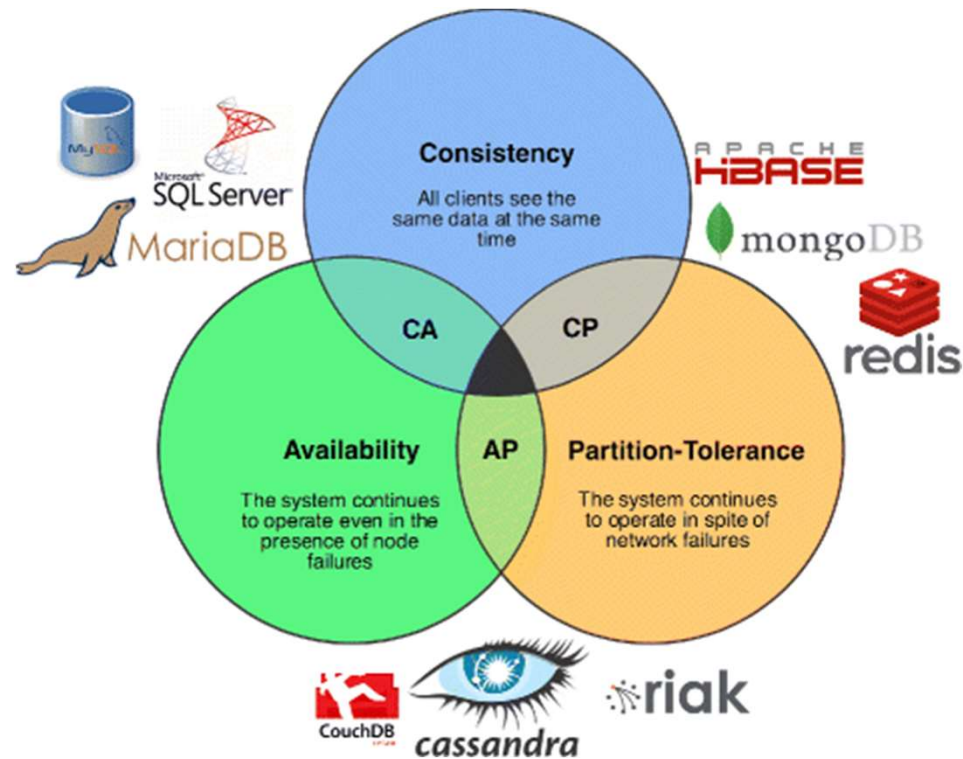 MySQL
Microsoft®
SQL Server®
MariaDB
Consistency
All clients see the
same data at the same
time
APACHE
HBASE
mongoDB
redis
CA
CP
Availability
The system continues
to operate even in the
presence of node
failures
AP
Partition-Tolerance
The system continues
to operate in spite of
network failures
CouchDB
cassandra
riak